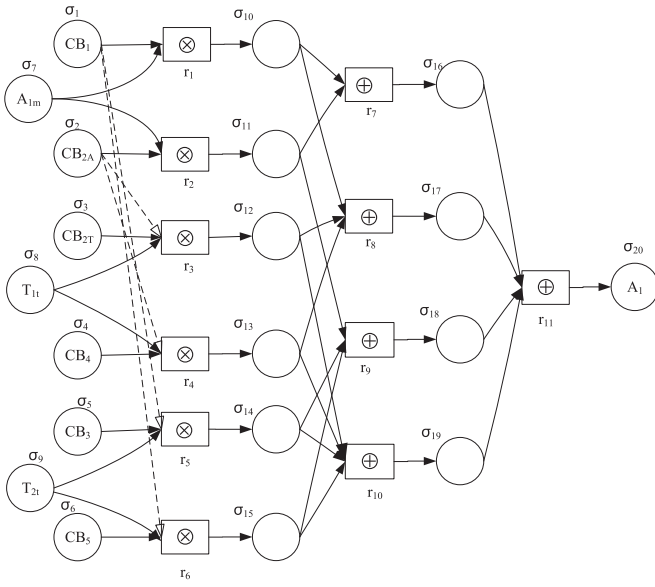 σ1
CB1
σ7
A1m
σ2
CB2A
σ3
CB2T
σ8
T1t
σ4
CB4
σ5
CB3
σ9
T2t
σ6
CB5
⊗
r1
⊗
r2
⊗
r3
⊗
r4
⊗
r5
⊗
r6
σ10
σ11
σ12
σ13
σ14
σ15
⊕
r7
⊕
r8
⊕
r9
⊕
r10
σ16
σ17
σ18
σ19
⊕
r11
σ20
A1